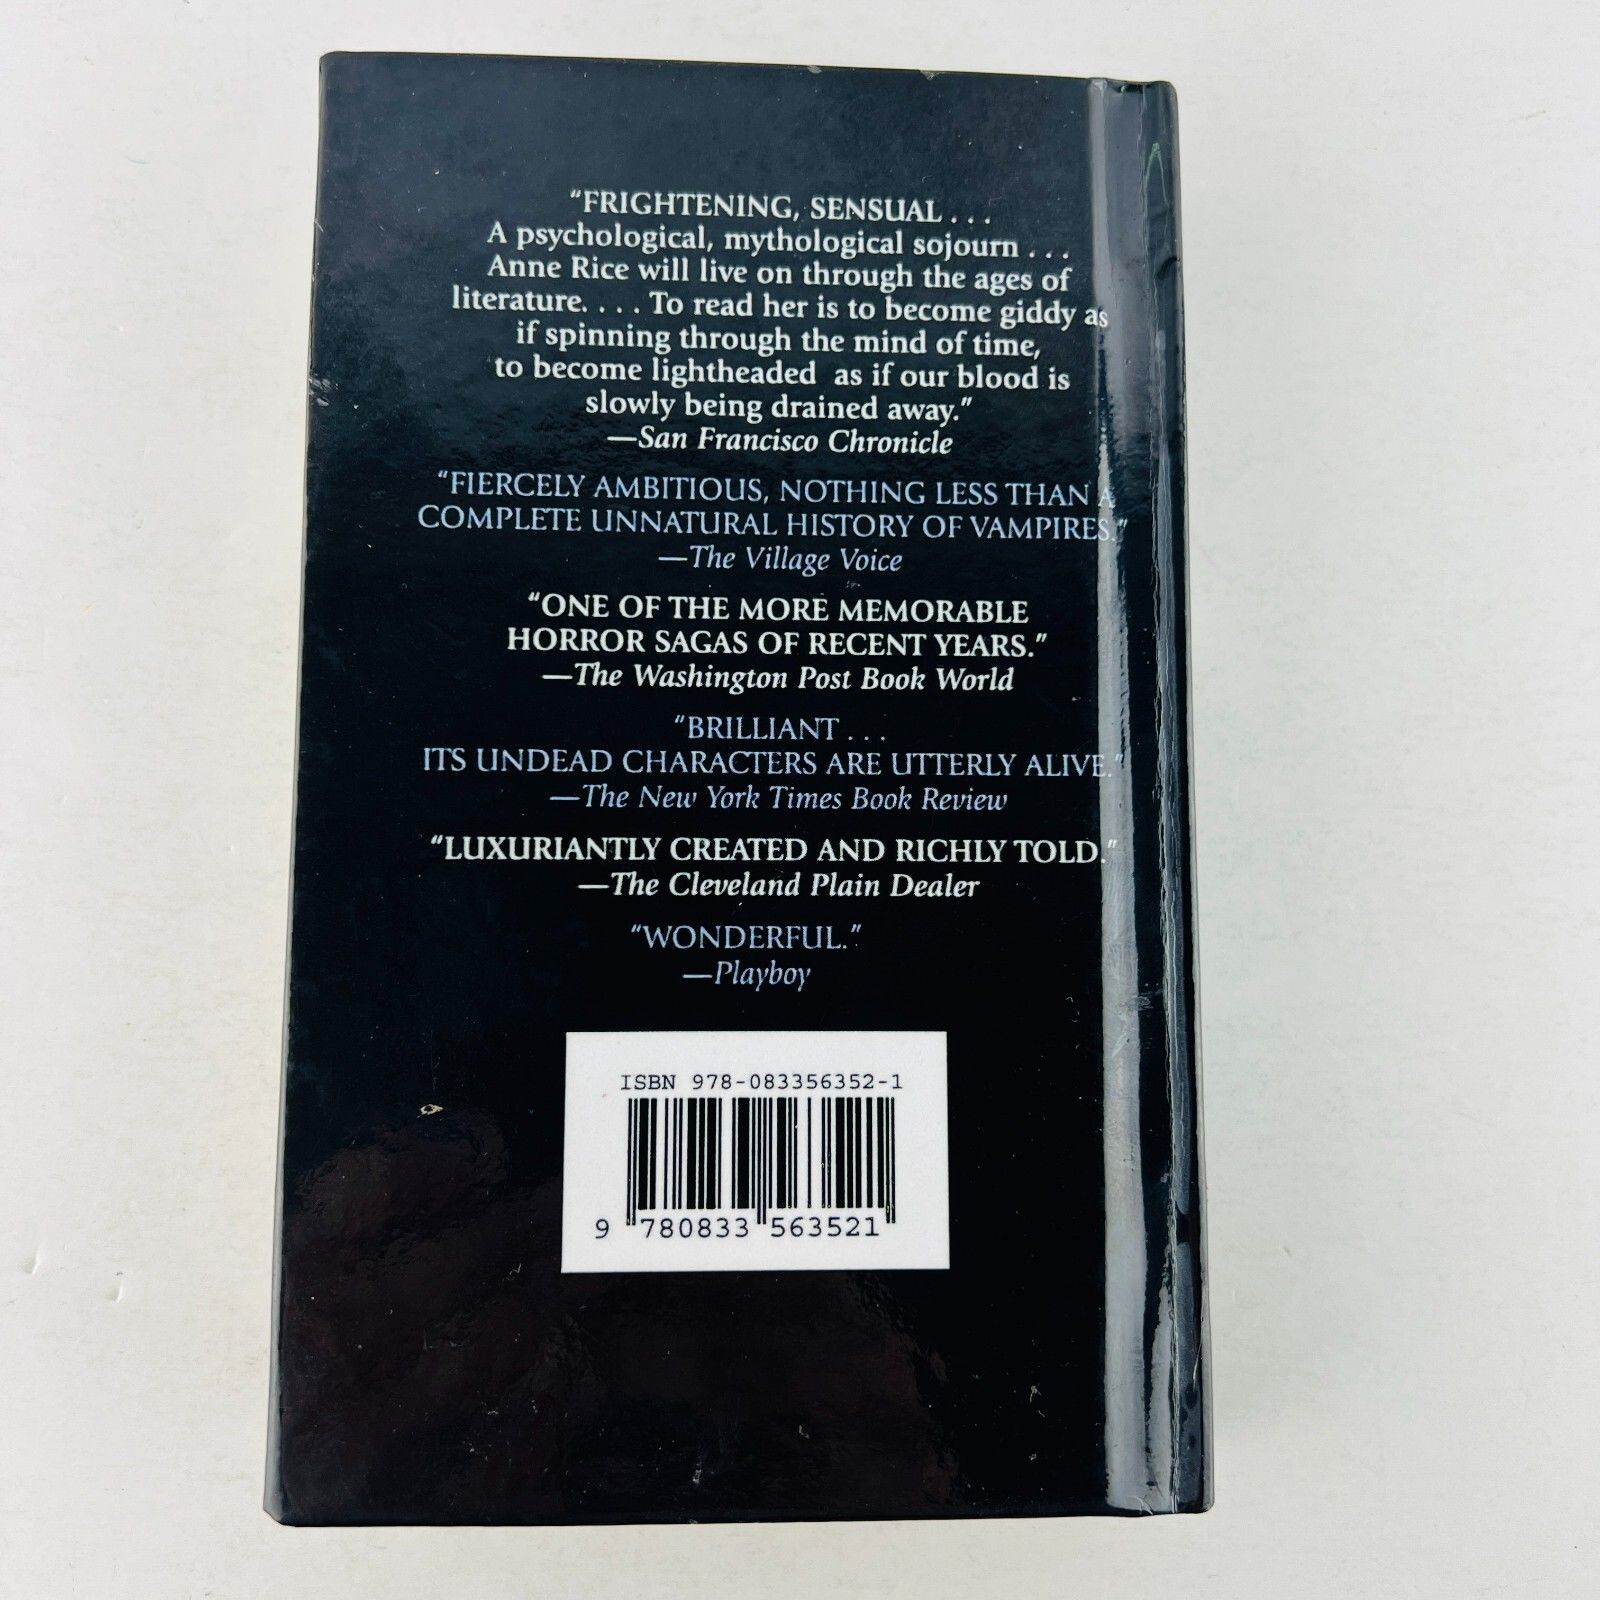 “FRIGHTENING, SENSUAL . . .
A psychological, mythological sojourn . . .
Anne Rice will live on through the ages of
literature. . . . To read her is to become giddy as
if spinning through the mind of time,
to become lightheaded as if our blood is
slowly being drained away.”
—San Francisco Chronicle
“FIERCELY AMBITIOUS, NOTHING LESS THAN A
COMPLETE UNNATURAL HISTORY OF VAMPIRES.”
—The Village Voice
“ONE OF THE MORE MEMORABLE
HORROR SAGAS OF RECENT YEARS.”
—The Washington Post Book World
“BRILLIANT . . .
ITS UNDEAD CHARACTERS ARE UTTERLY ALIVE.”
—The New York Times Book Review
“LUXURIANTLY CREATED AND RICHLY TOLD.”
—The Cleveland Plain Dealer
“WONDERFUL.”
—Playboy
ISBN 978-083356352-1
9 780833 563521